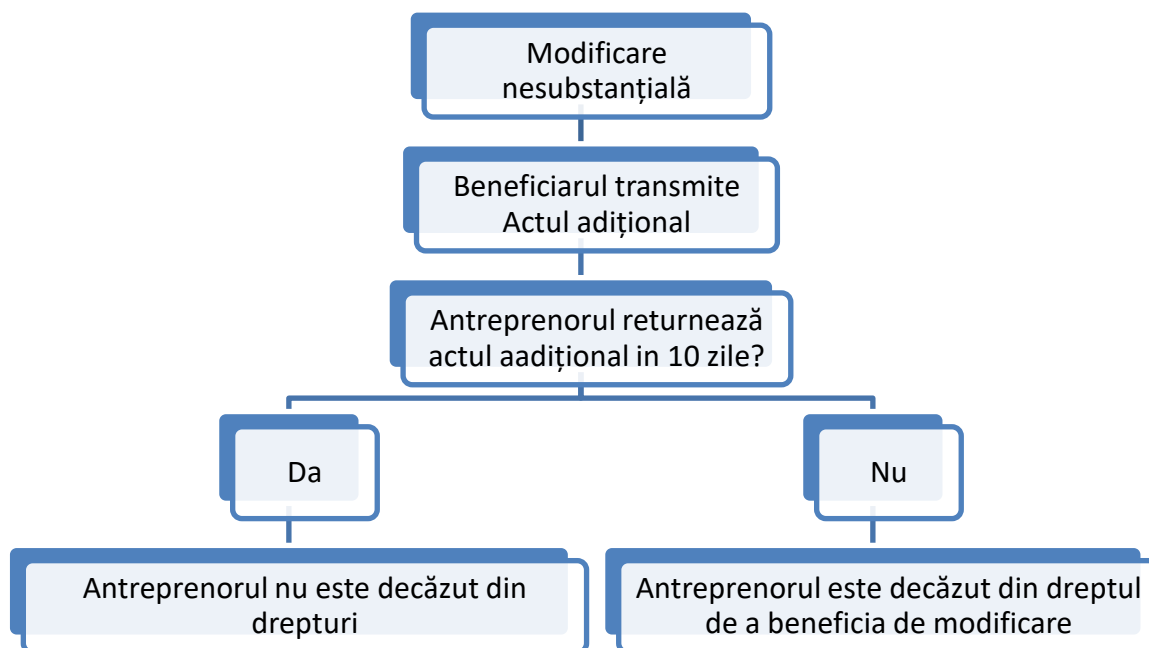 Modificare
nesubstanțială
Beneficiarul transmite
Actul adițional
Antreprenorul returnează
actul aadițional in 10 zile?
Da
Nu
Antreprenorul nu este decăzut din
drepturi
Antreprenorul este decăzut din dreptul
de a beneficia de modificare